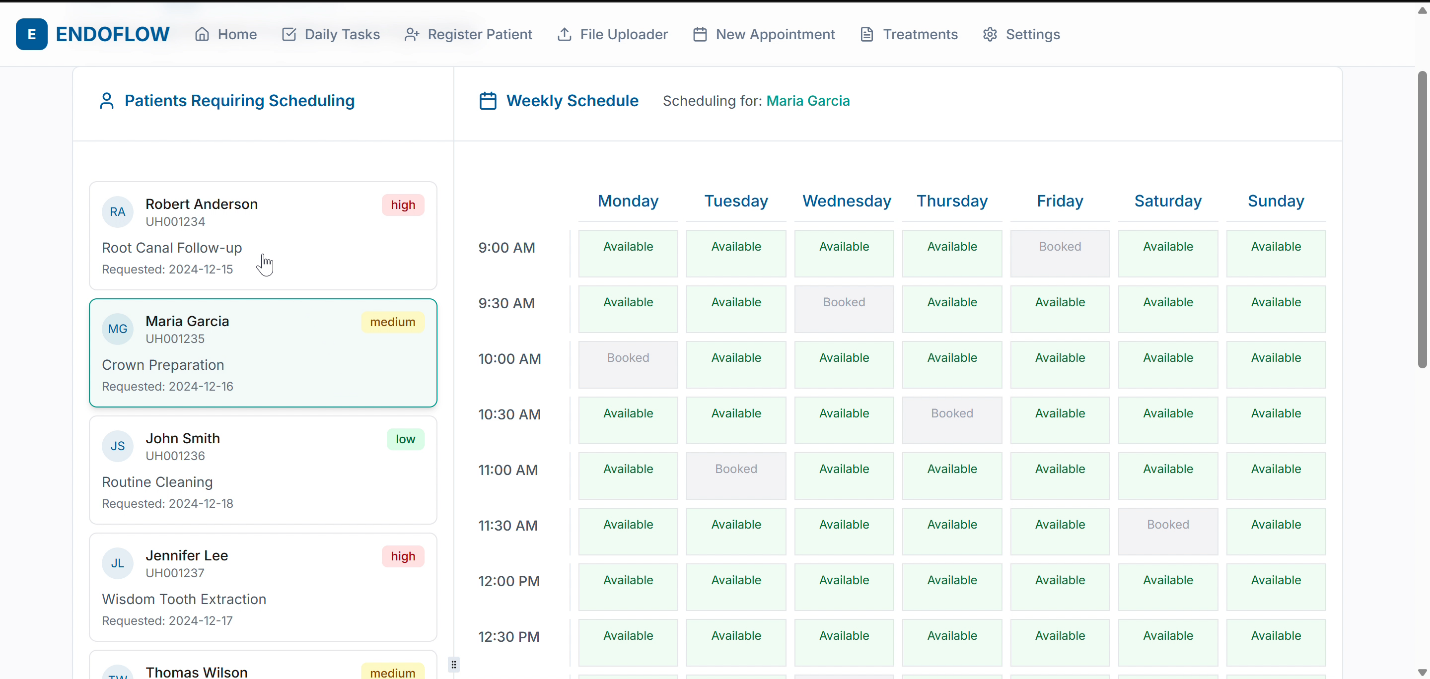 E ENDOFLOW Home Daily Tasks Register Patient File Uploader New Appointment Treatments Settings
Patients Requiring Scheduling
RA Robert Anderson high
UH001234
Root Canal Follow-up
Requested: 2024-12-15
MG Maria Garcia medium
UH001235
Crown Preparation
Requested: 2024-12-16
JS John Smith low
UH001236
Routine Cleaning
Requested: 2024-12-18
JL Jennifer Lee high
UH001237
Wisdom Tooth Extraction
Requested: 2024-12-17
TW Thomas Wilson medium
Weekly Schedule Scheduling for: Maria Garcia
Monday Tuesday Wednesday Thursday Friday Saturday Sunday
9:00 AM Available Available Available Available Booked Available Available
9:30 AM Available Available Booked Available Available Available Available
10:00 AM Booked Available Available Available Available Available Available
10:30 AM Available Available Available Booked Available Available Available
11:00 AM Available Booked Available Available Available Available Available
11:30 AM Available Available Available Available Available Booked Available
12:00 PM Available Available Available Available Available Available Available
12:30 PM Available Available Available Available Available Available Available